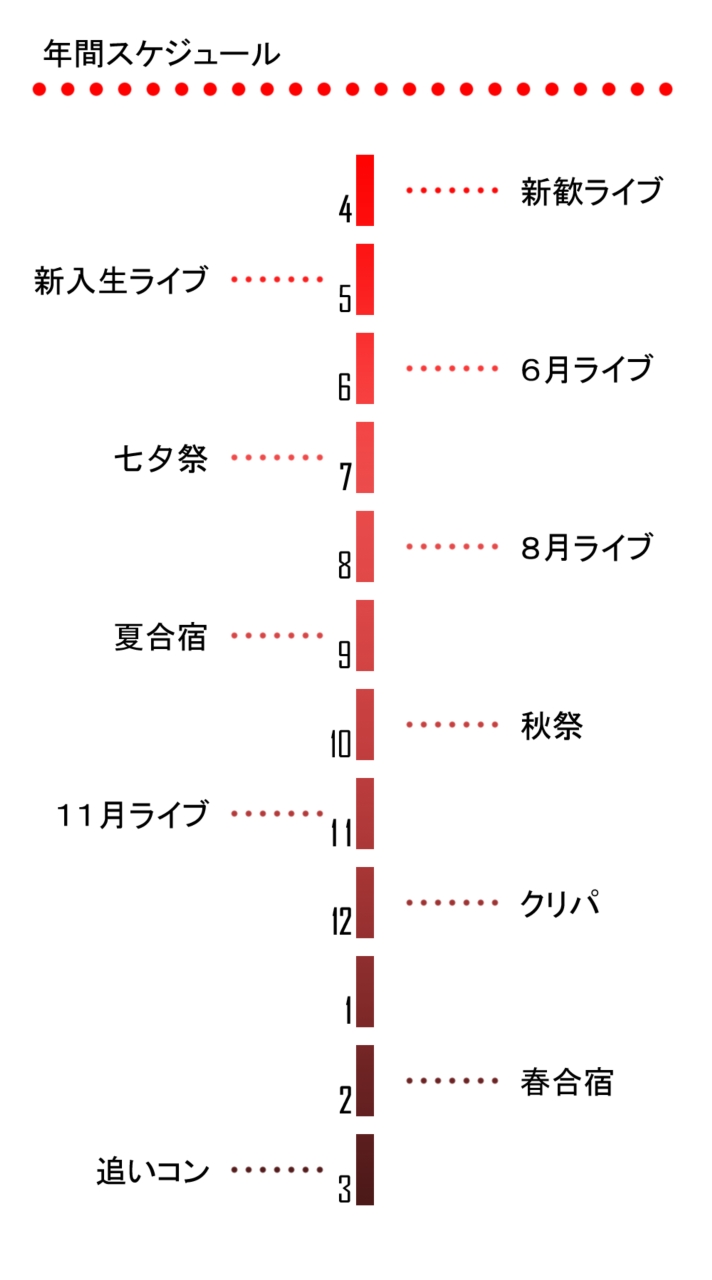 年間スケジュール
4
新歓ライブ
新入生ライブ
5
6
６月ライブ
七夕祭
7
8
８月ライブ
夏合宿
9
10
秋祭
１１月ライブ
11
12
クリパ
1
2
春合宿
追いコン
3